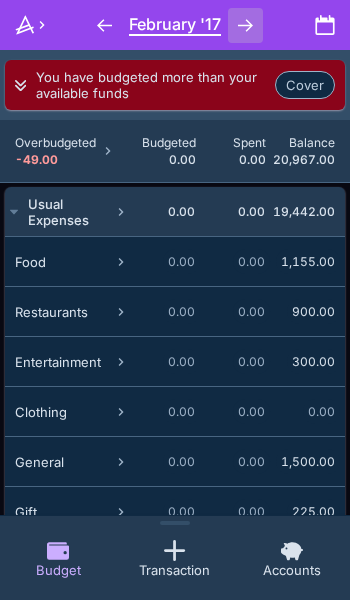 February '17
You have budgeted more than your
available funds
Cover
Overbudgeted Budgeted Spent Balance
-49.00 0.00 0.00 20,967.00
Usual
Expenses 0.00 0.00 19,442.00
Food 0.00 0.00 1,155.00
Restaurants 0.00 0.00 900.00
Entertainment 0.00 0.00 300.00
Clothing 0.00 0.00 0.00
General 0.00 0.00 1,500.00
Gift 0.00 0.00 225.00
Budget Transaction Accounts